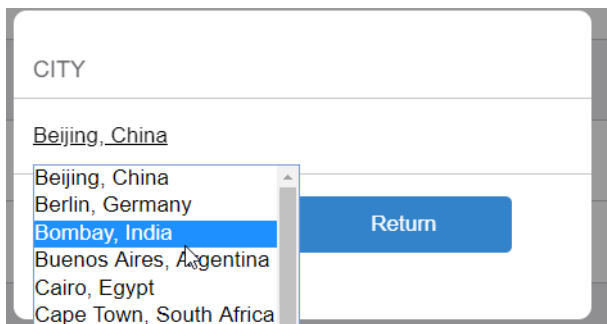 CITY
Beijing, China
Beijing, China
Berlin, Germany
Bombay, India
Return
Buenos Aires, Argentina
Cairo, Egypt
Cape Town, South Africa